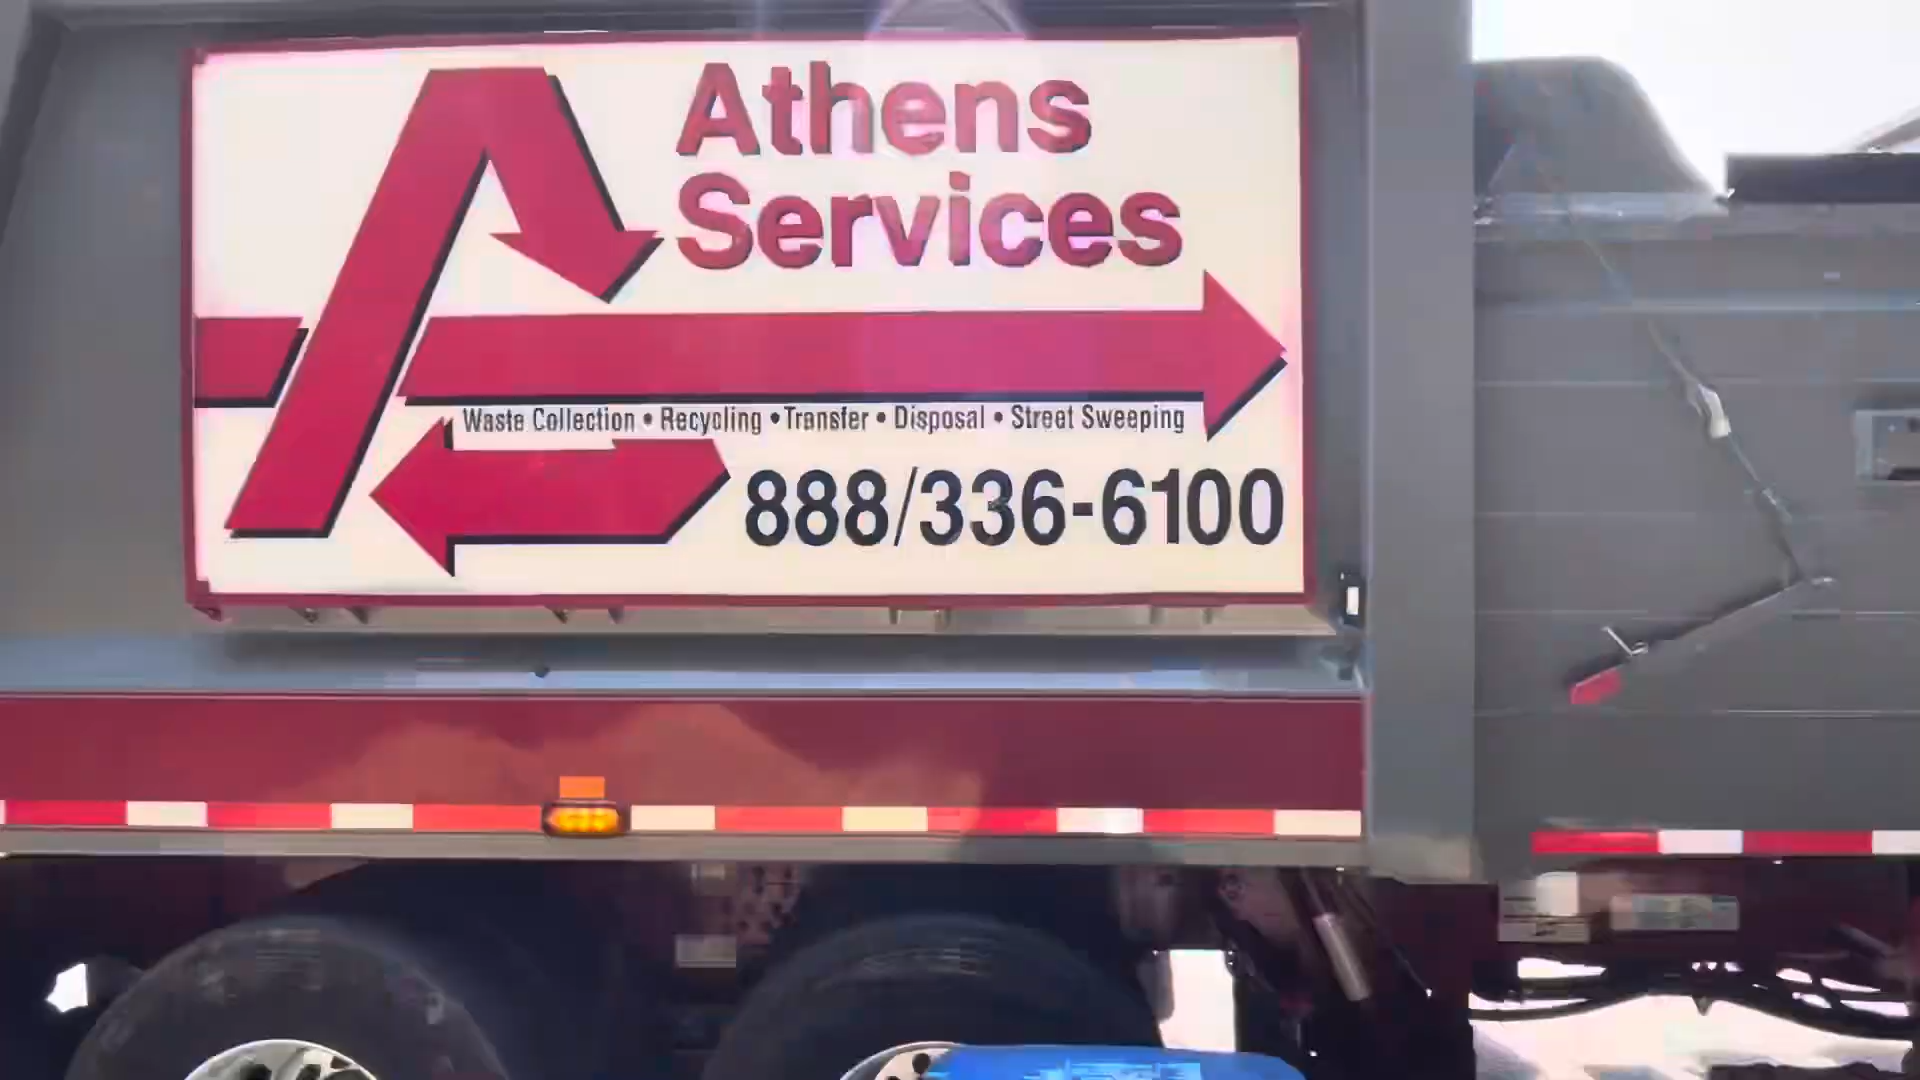 Athens
Services
Waste Collection • Recycling • Transfer • Disposal • Street Sweeping
888/336-6100